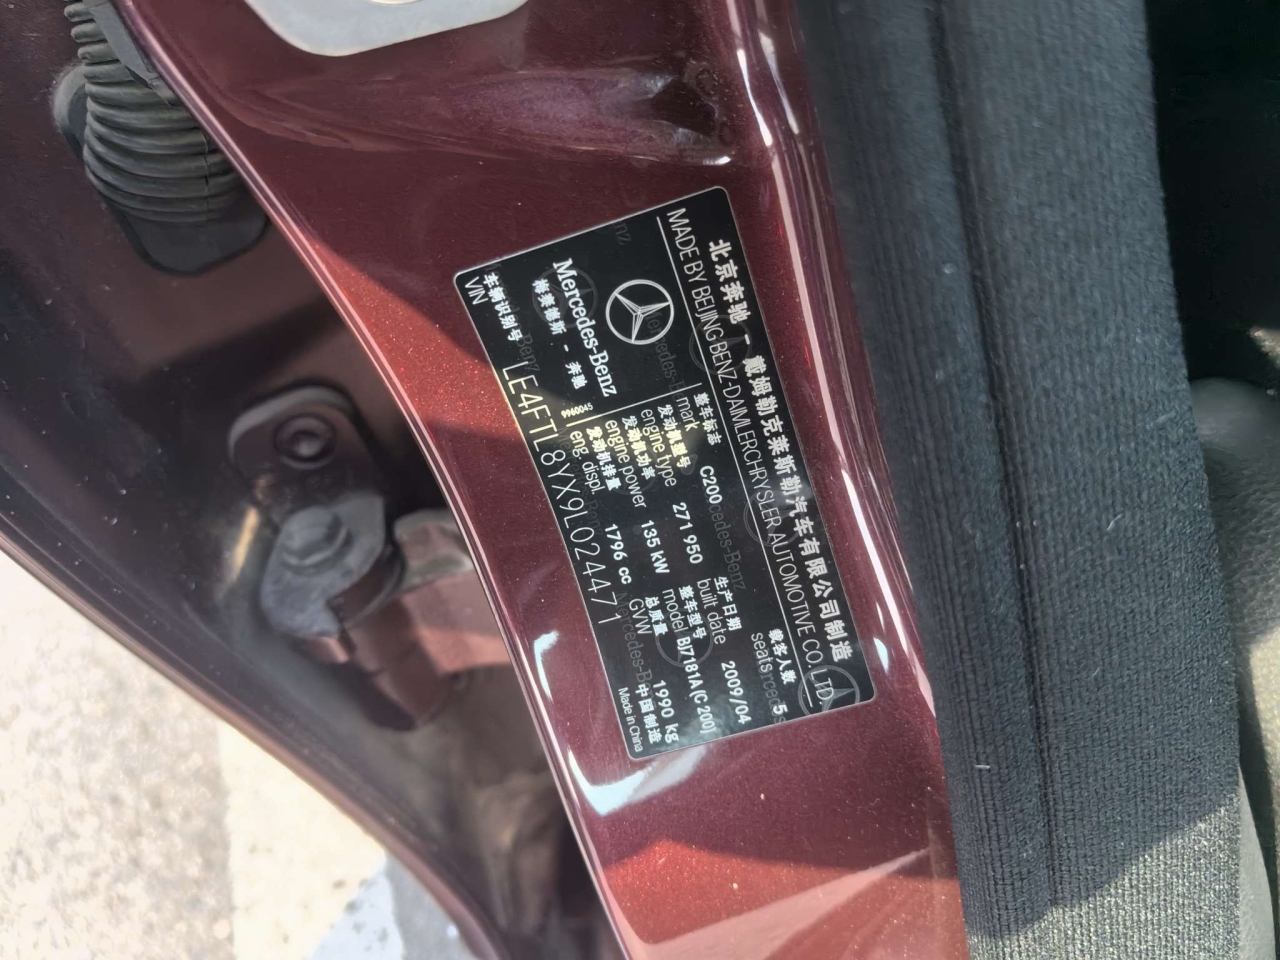 北京奔驰 - 戴姆勒克莱斯勒汽车有限公司制造
MADE BY BEIJING BENZ-DAIMLERCHRYSLER AUTOMOTIVE CO., LTD.
Mercedes-Benz
梅赛德斯 - 奔驰
9960045
整车标志 mark C200
载客人数 seats 5
发动机型号 engine type 271 950
生产日期 built date 2009/04
发动机功率 engine power 135 kW
整车型号 model BJ7181A (C 200)
发动机排量 eng. displ. 1796 cc
总质量 GVW 1990 kg
车辆识别号 VIN LE4FTL8YX9L024471
中国制造
Made in China